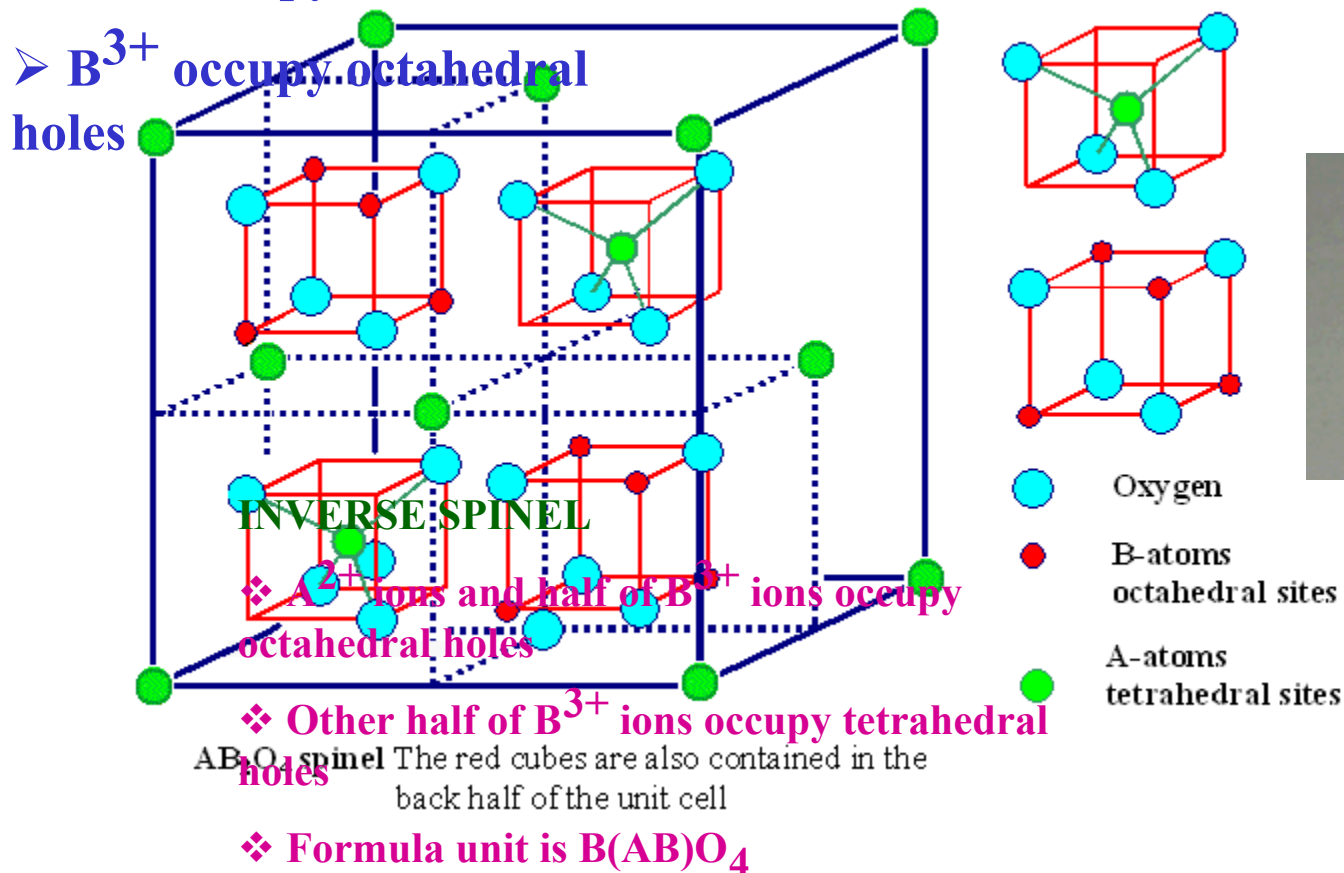 ➢ B3+ occupy octahedral
holes
Oxygen
B-atoms
octahedral sites
A-atoms
tetrahedral sites
INVERSE SPINEL
❖ A2+ ions and half of B3+ ions occupy
octahedral holes
❖ Other half of B3+ ions occupy tetrahedral
holes
AB2O4 spinel The red cubes are also contained in the
back half of the unit cell
❖ Formula unit is B(AB)O4